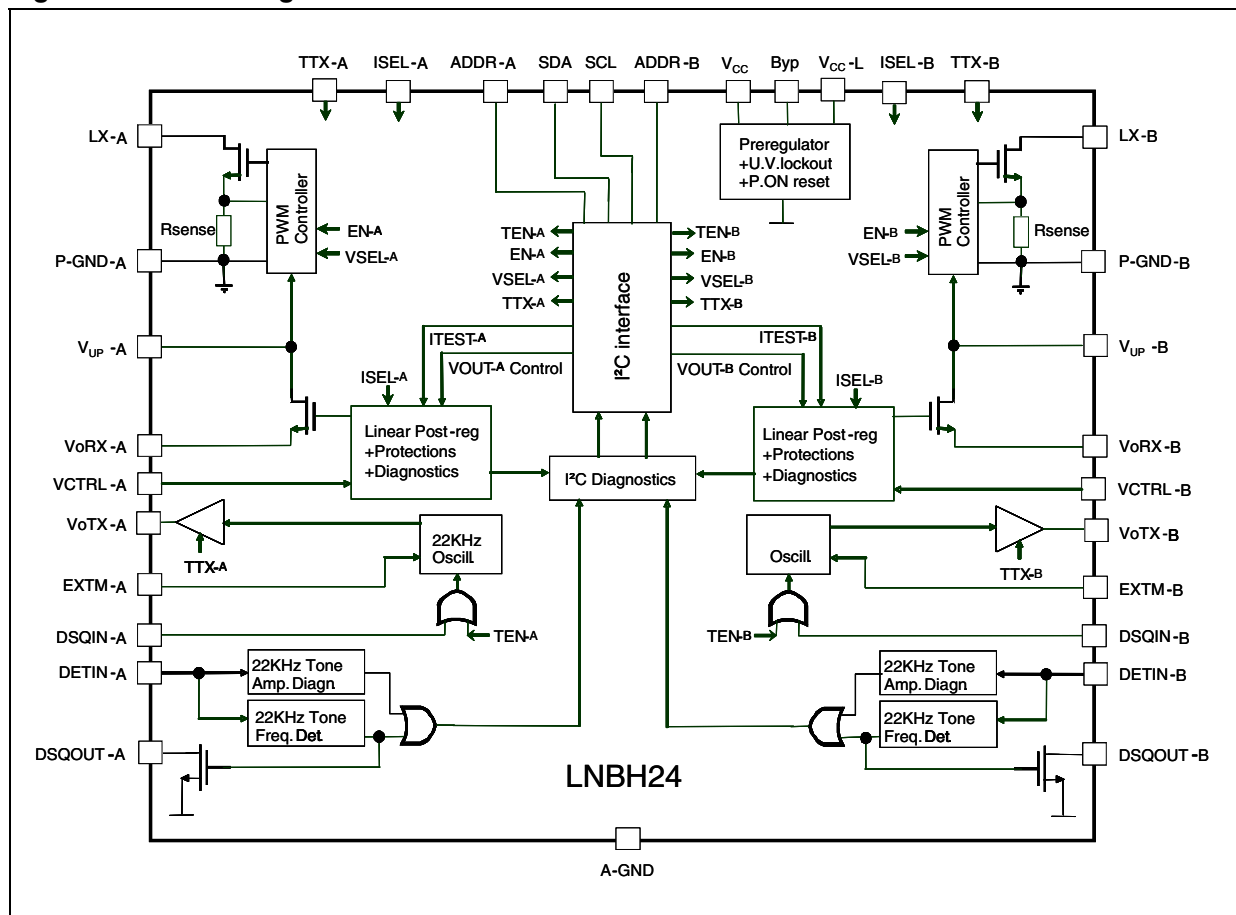 TTX-A
ISEL-A
ADDR-A
SDA
SCL
ADDR-B
VCC
Byp
VCC-L
ISEL-B
TTX-B
LX-A
LX-B
Preregulator
+U.V.lockout
+P.ON reset
PWM
Controller
PWM
Controller
Rsense
Rsense
EN-A
VSEL-A
EN-B
VSEL-B
P-GND-A
P-GND-B
TEN-A
EN-A
VSEL-A
TTX-A
I²C interface
TEN-B
EN-B
VSEL-B
TTX-B
VUP-A
VUP-B
ITEST-A
VOUT-A Control
ITEST-B
VOUT-B Control
ISEL-A
ISEL-B
Linear Post-reg
+Protections
+Diagnostics
Linear Post-reg
+Protections
+Diagnostics
VoRX-A
VoRX-B
I²C Diagnostics
VCTRL-A
VCTRL-B
VoTX-A
VoTX-B
22KHz
Oscill.
Oscill.
TTX-A
TTX-B
EXTM-A
EXTM-B
DSQIN-A
TEN-A
TEN-B
DSQIN-B
DETIN-A
DETIN-B
22KHz Tone
Amp. Diagn.
22KHz Tone
Amp. Diagn.
22KHz Tone
Freq. Det.
22KHz Tone
Freq. Det.
DSQOUT-A
DSQOUT-B
LNBH24
A-GND